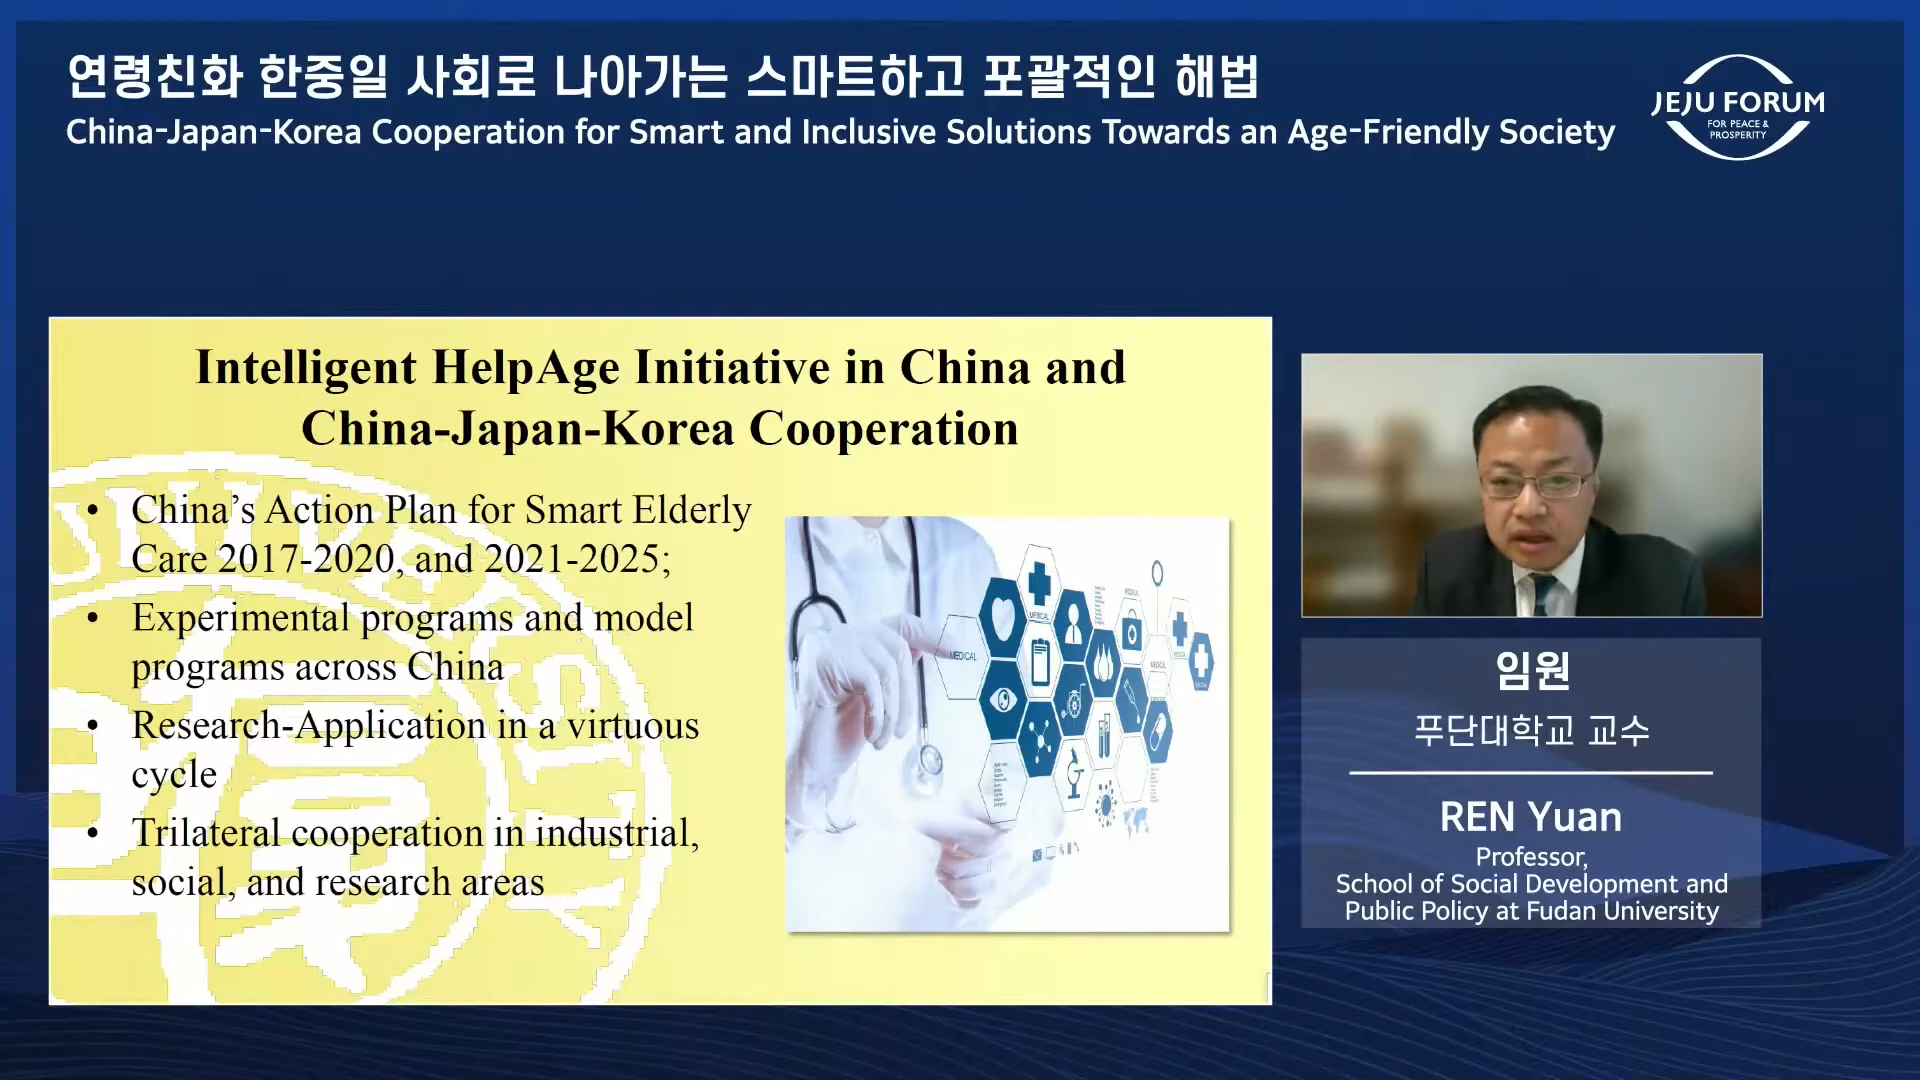 연령친화 한중일 사회로 나아가는 스마트하고 포괄적인 해법
China-Japan-Korea Cooperation for Smart and Inclusive Solutions Towards an Age-Friendly Society
JEJU FORUM
FOR PEACE &
PROSPERITY
Intelligent HelpAge Initiative in China and
China-Japan-Korea Cooperation
• China’s Action Plan for Smart Elderly
Care 2017-2020, and 2021-2025;
• Experimental programs and model
programs across China
• Research-Application in a virtuous
cycle
• Trilateral cooperation in industrial,
social, and research areas
MEDICAL
MEDICAL
MEDICAL
MEDICAL
임원
푸단대학교 교수
REN Yuan
Professor,
School of Social Development and
Public Policy at Fudan University